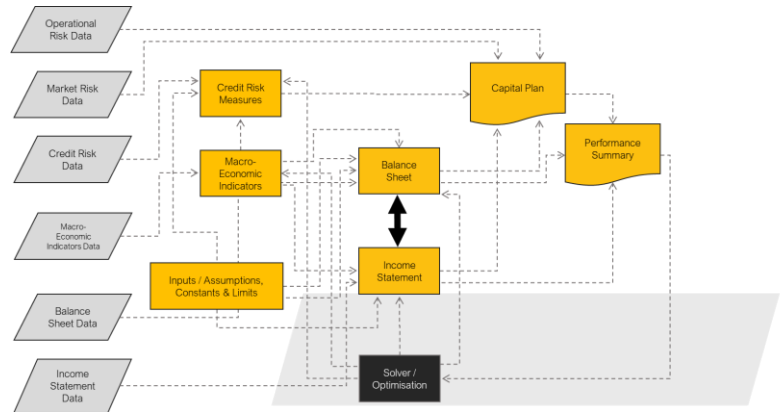 Operational
Risk Data
Market Risk
Data
Credit Risk
Measures
Capital Plan
Credit Risk
Data
Macro-
Economic
Indicators
Balance
Sheet
Performance
Summary
Macro-
Economic
Indicators Data
Inputs / Assumptions,
Constants & Limits
Income
Statement
Balance
Sheet Data
Income
Statement
Data
Solver /
Optimisation